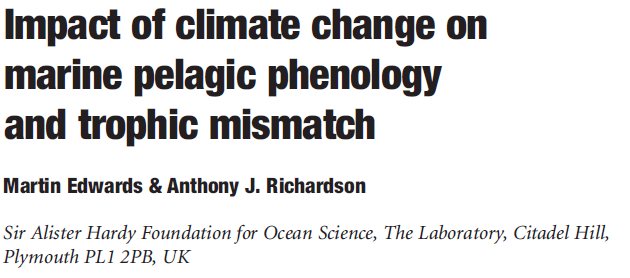 Impact of climate change on
marine pelagic phenology
and trophic mismatch
Martin Edwards & Anthony J. Richardson
Sir Alister Hardy Foundation for Ocean Science, The Laboratory, Citadel Hill,
Plymouth PL1 2PB, UK